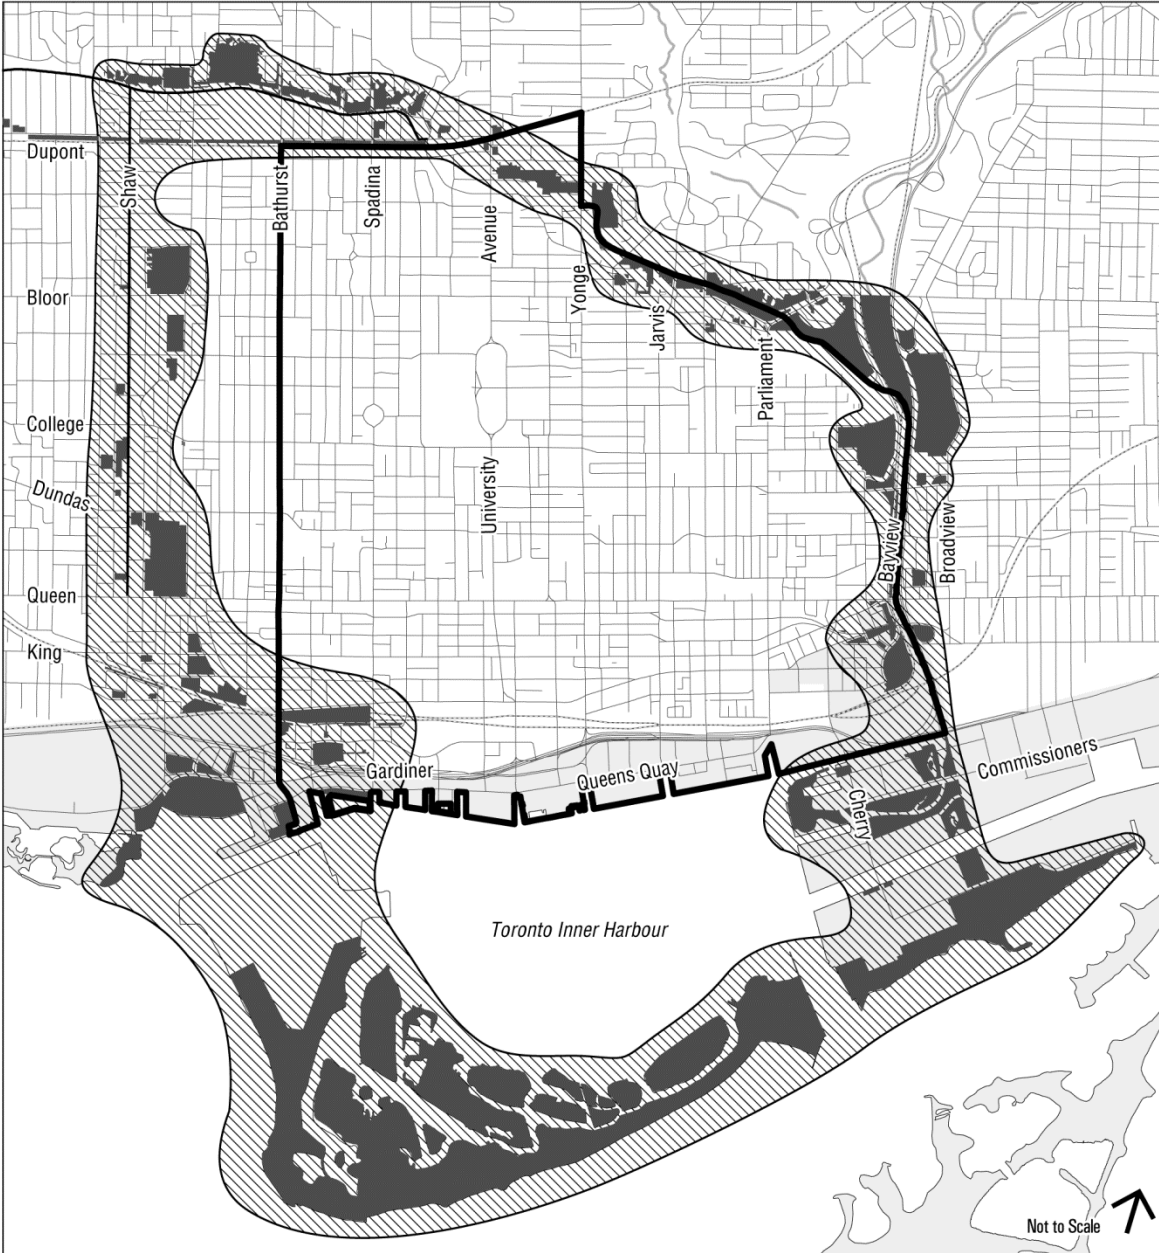 Dupont
Shaw
Bathurst
Spadina
Avenue
Yonge
Bloor
Jarvis
Parliament
College
University
Dundas
Bayview
Broadview
Queen
King
Gardiner
Queens Quay
Commissioners
Cherry
Toronto Inner Harbour
Not to Scale